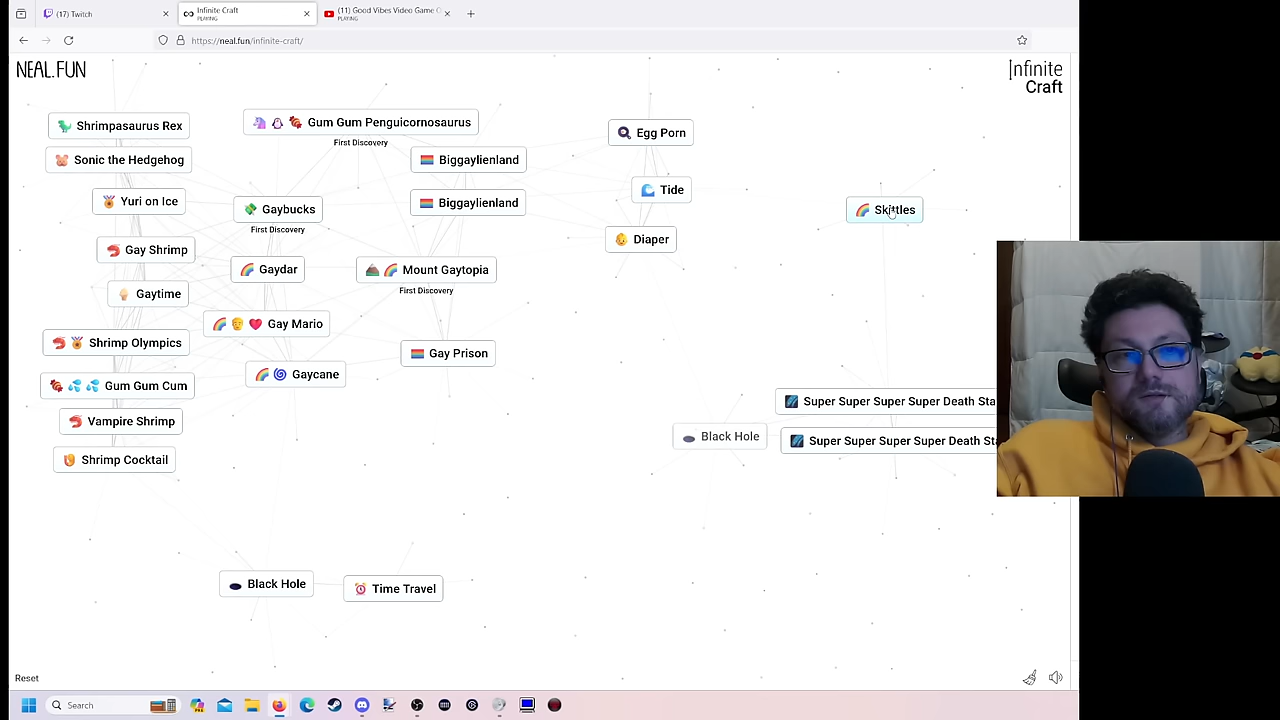 (17) Twitch
Infinite Craft
PLAYING
(11) Good Vibes Video Game
PLAYING
https://neal.fun/infinite-craft/
NEAL.FUN
Infinite
Craft
Shrimpasaurus Rex
Gum Gum Penguicornosaurus
First Discovery
Egg Porn
Sonic the Hedgehog
Biggaylienland
Tide
Yuri on Ice
Gaybucks
First Discovery
Biggaylienland
Skittles
Diaper
Gay Shrimp
Gaydar
Mount Gaytopia
First Discovery
Gaytime
Gay Mario
Shrimp Olympics
Gay Prison
Gaycane
Gum Gum Cum
Super Super Super Super Death Sta
Vampire Shrimp
Black Hole
Super Super Super Super Death Sta
Shrimp Cocktail
Black Hole
Time Travel
Reset
Search